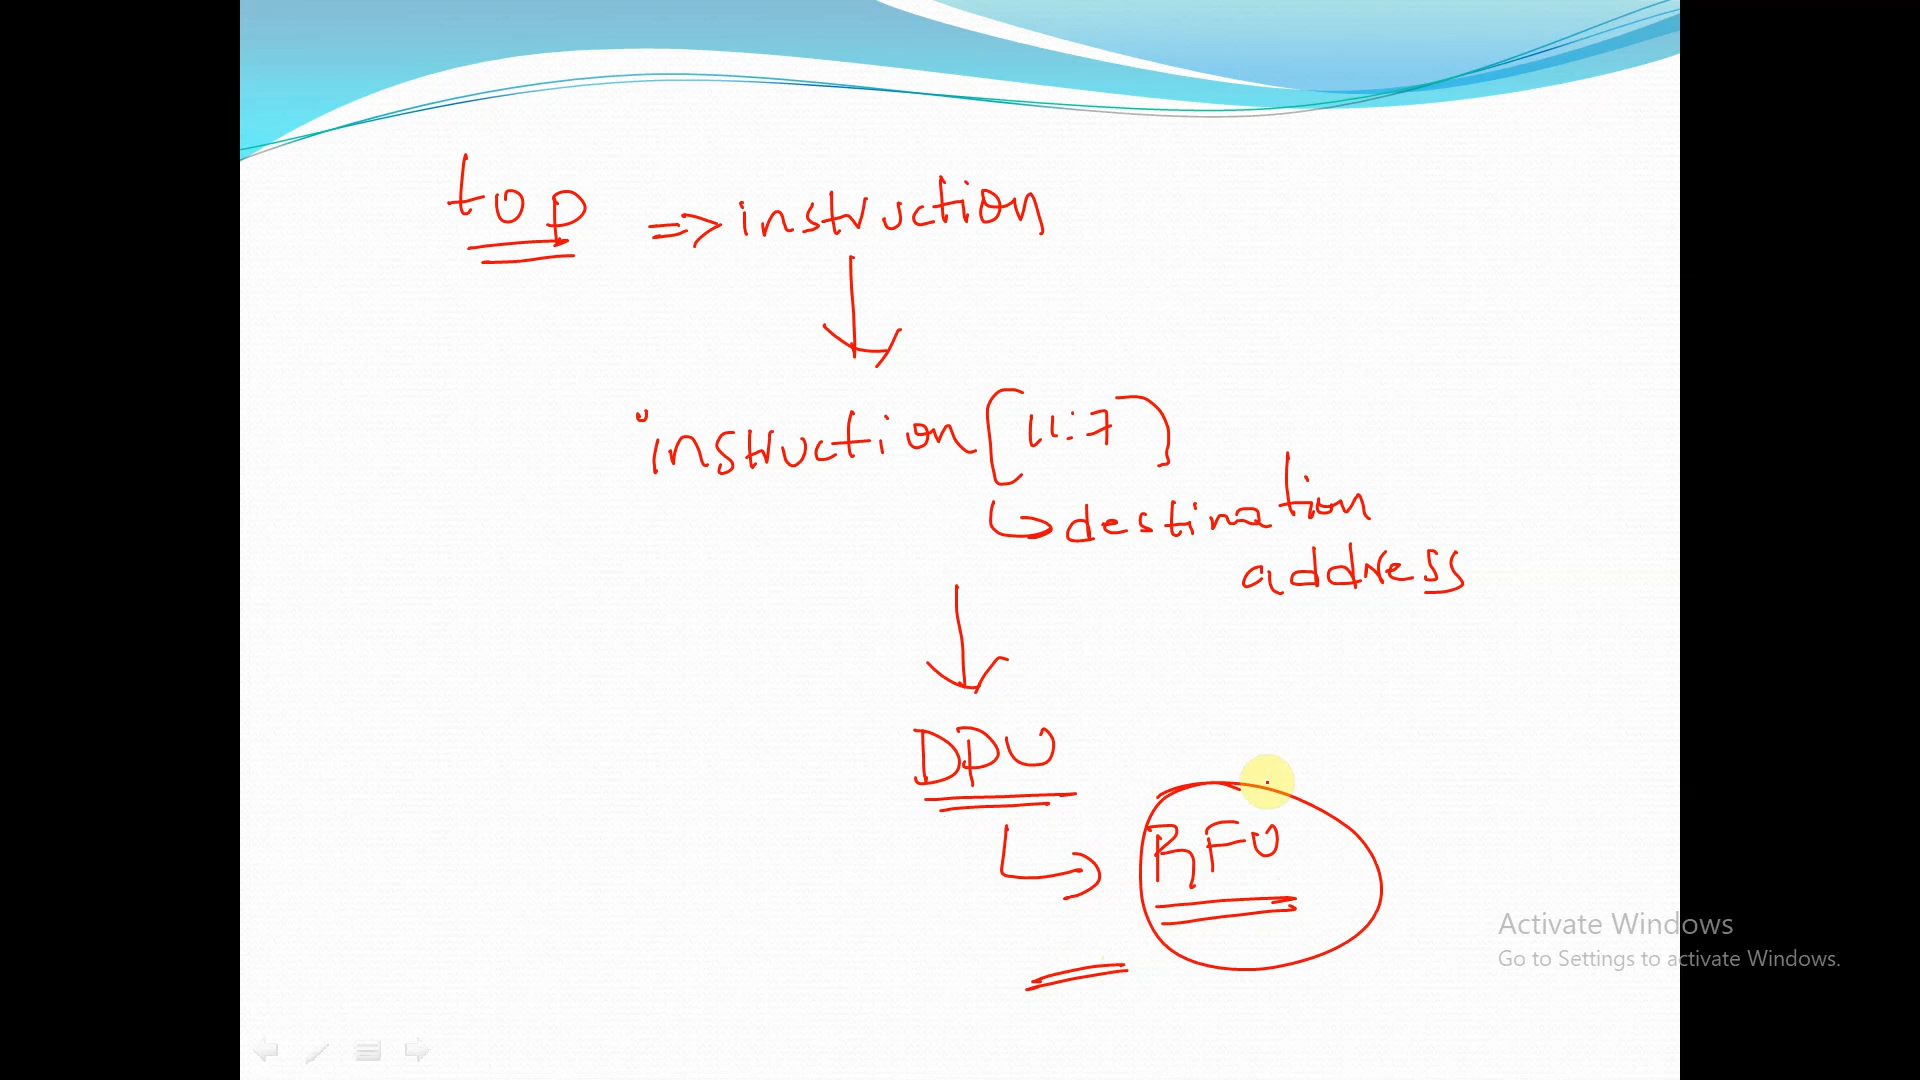 top => instruction
instruction [11:7]
destination
address
DPU
RFU
Activate Windows
Go to Settings to activate Windows.